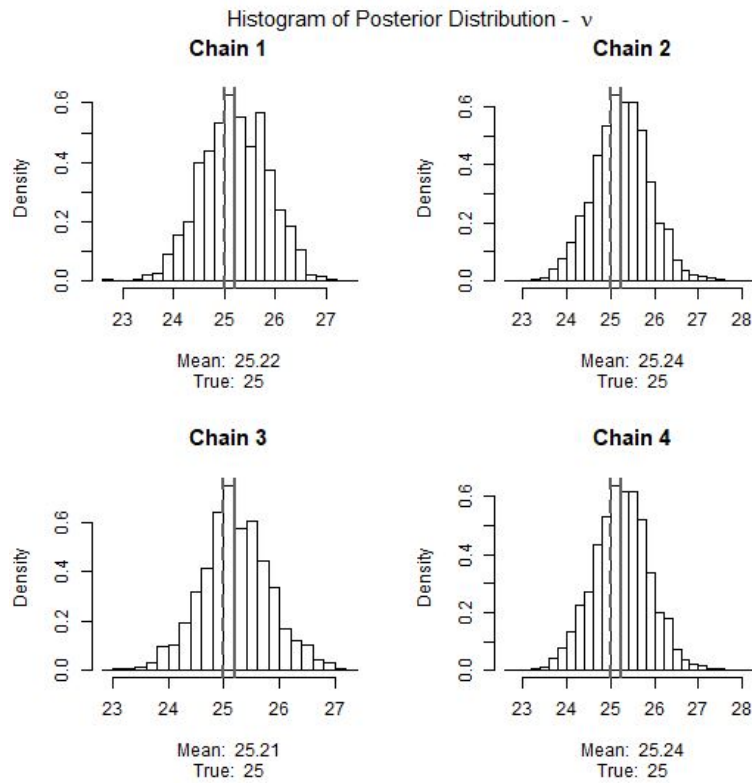 Histogram of Posterior Distribution - ν
Chain 1
Density
0.0 0.2 0.4 0.6
23 24 25 26 27
Mean: 25.22
True: 25
Chain 2
Density
0.0 0.2 0.4 0.6
23 24 25 26 27 28
Mean: 25.24
True: 25
Chain 3
Density
0.0 0.2 0.4 0.6
23 24 25 26 27
Mean: 25.21
True: 25
Chain 4
Density
0.0 0.2 0.4 0.6
23 24 25 26 27 28
Mean: 25.24
True: 25